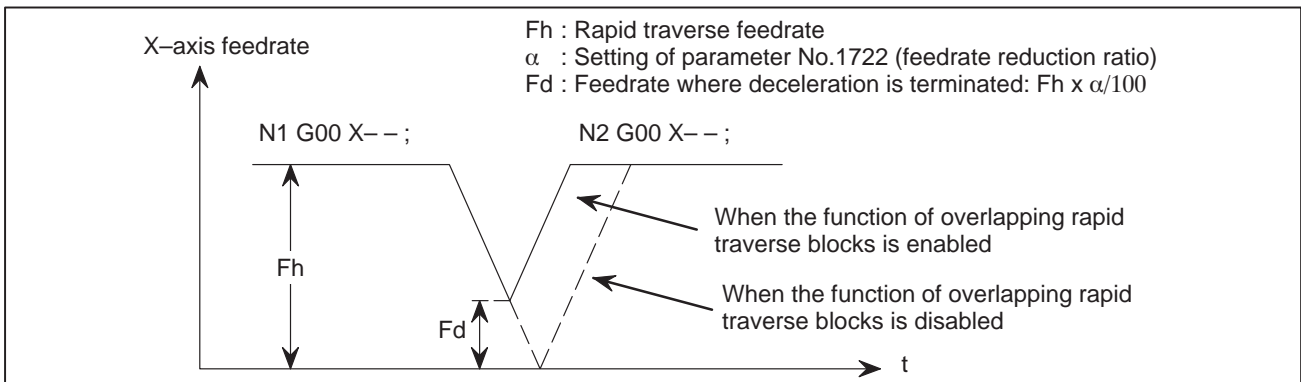 Fh : Rapid traverse feedrate
X–axis feedrate
α : Setting of parameter No.1722 (feedrate reduction ratio)
Fd : Feedrate where deceleration is terminated: Fh x α/100
N1 G00 X– – ;
N2 G00 X– – ;
When the function of overlapping rapid
traverse blocks is enabled
Fh
When the function of overlapping rapid
traverse blocks is disabled
Fd
t